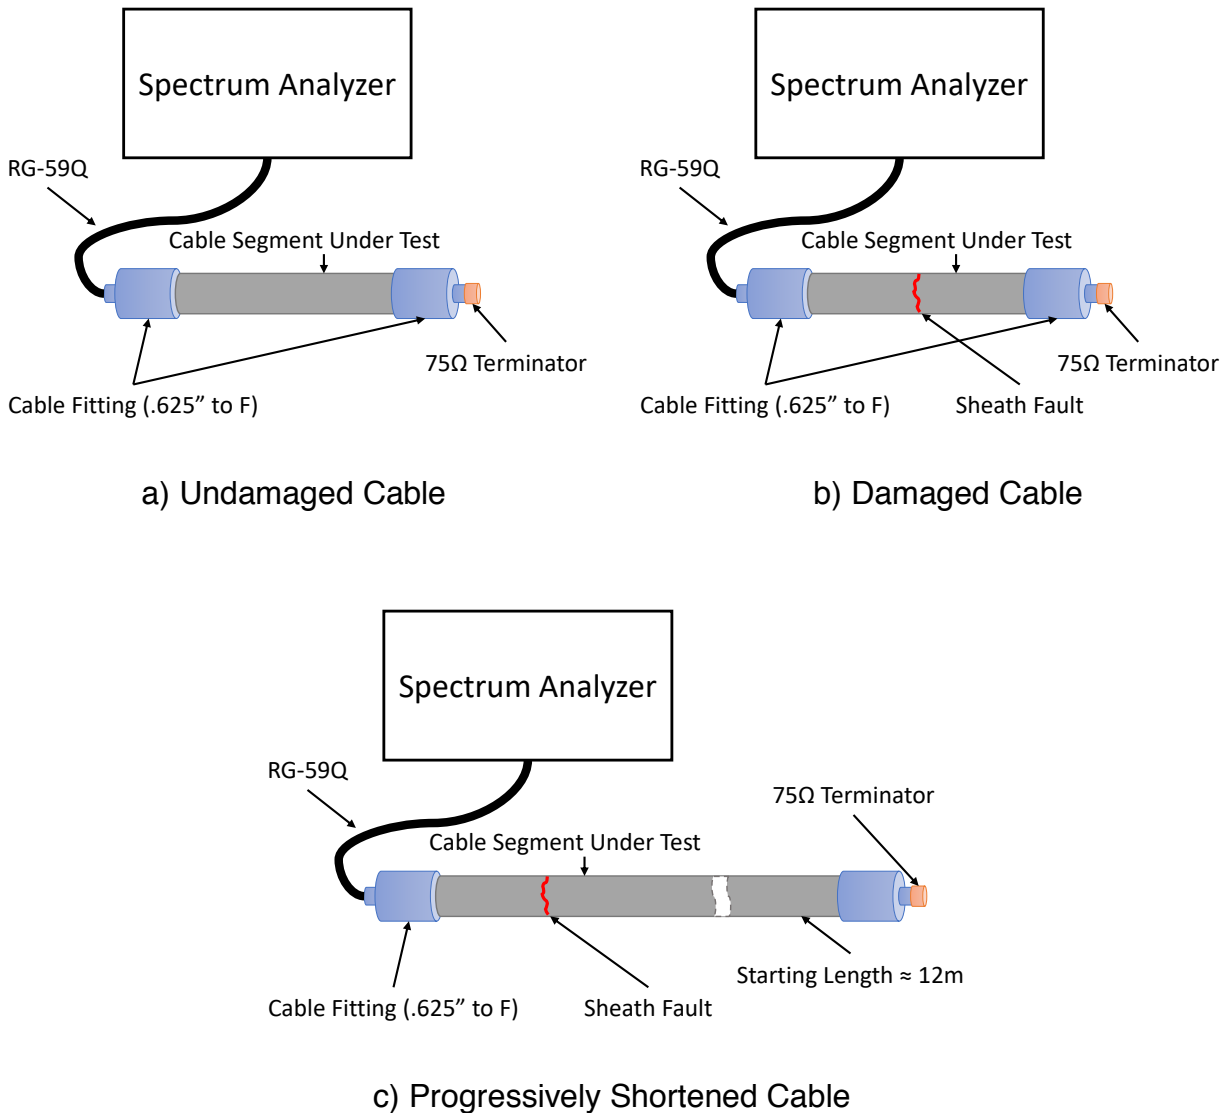 Spectrum Analyzer
RG-59Q
Cable Segment Under Test
75Ω Terminator
Cable Fitting (.625” to F)
a) Undamaged Cable
Spectrum Analyzer
RG-59Q
Cable Segment Under Test
75Ω Terminator
Cable Fitting (.625” to F)
Sheath Fault
b) Damaged Cable
Spectrum Analyzer
RG-59Q
75Ω Terminator
Cable Segment Under Test
Starting Length ≈ 12m
Cable Fitting (.625” to F)
Sheath Fault
c) Progressively Shortened Cable